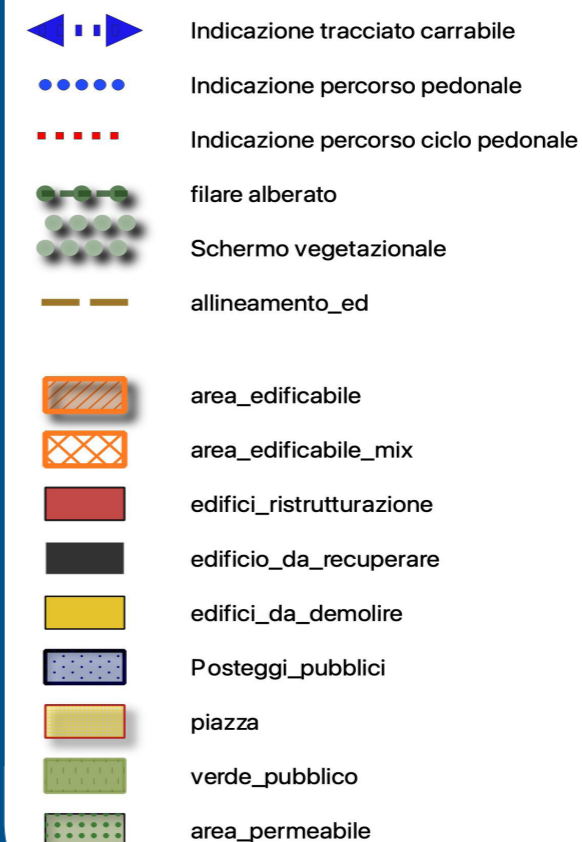 Indicazione tracciato carrabile
Indicazione percorso pedonale
Indicazione percorso ciclo pedonale
filare alberato
Schermo vegetazionale
allineamento_ed
area_edificabile
area_edificabile_mix
edifici_ristrutturazione
edificio_da_recuperare
edifici_da_demolire
Posteggi_pubblici
piazza
verde_pubblico
area_permeabile